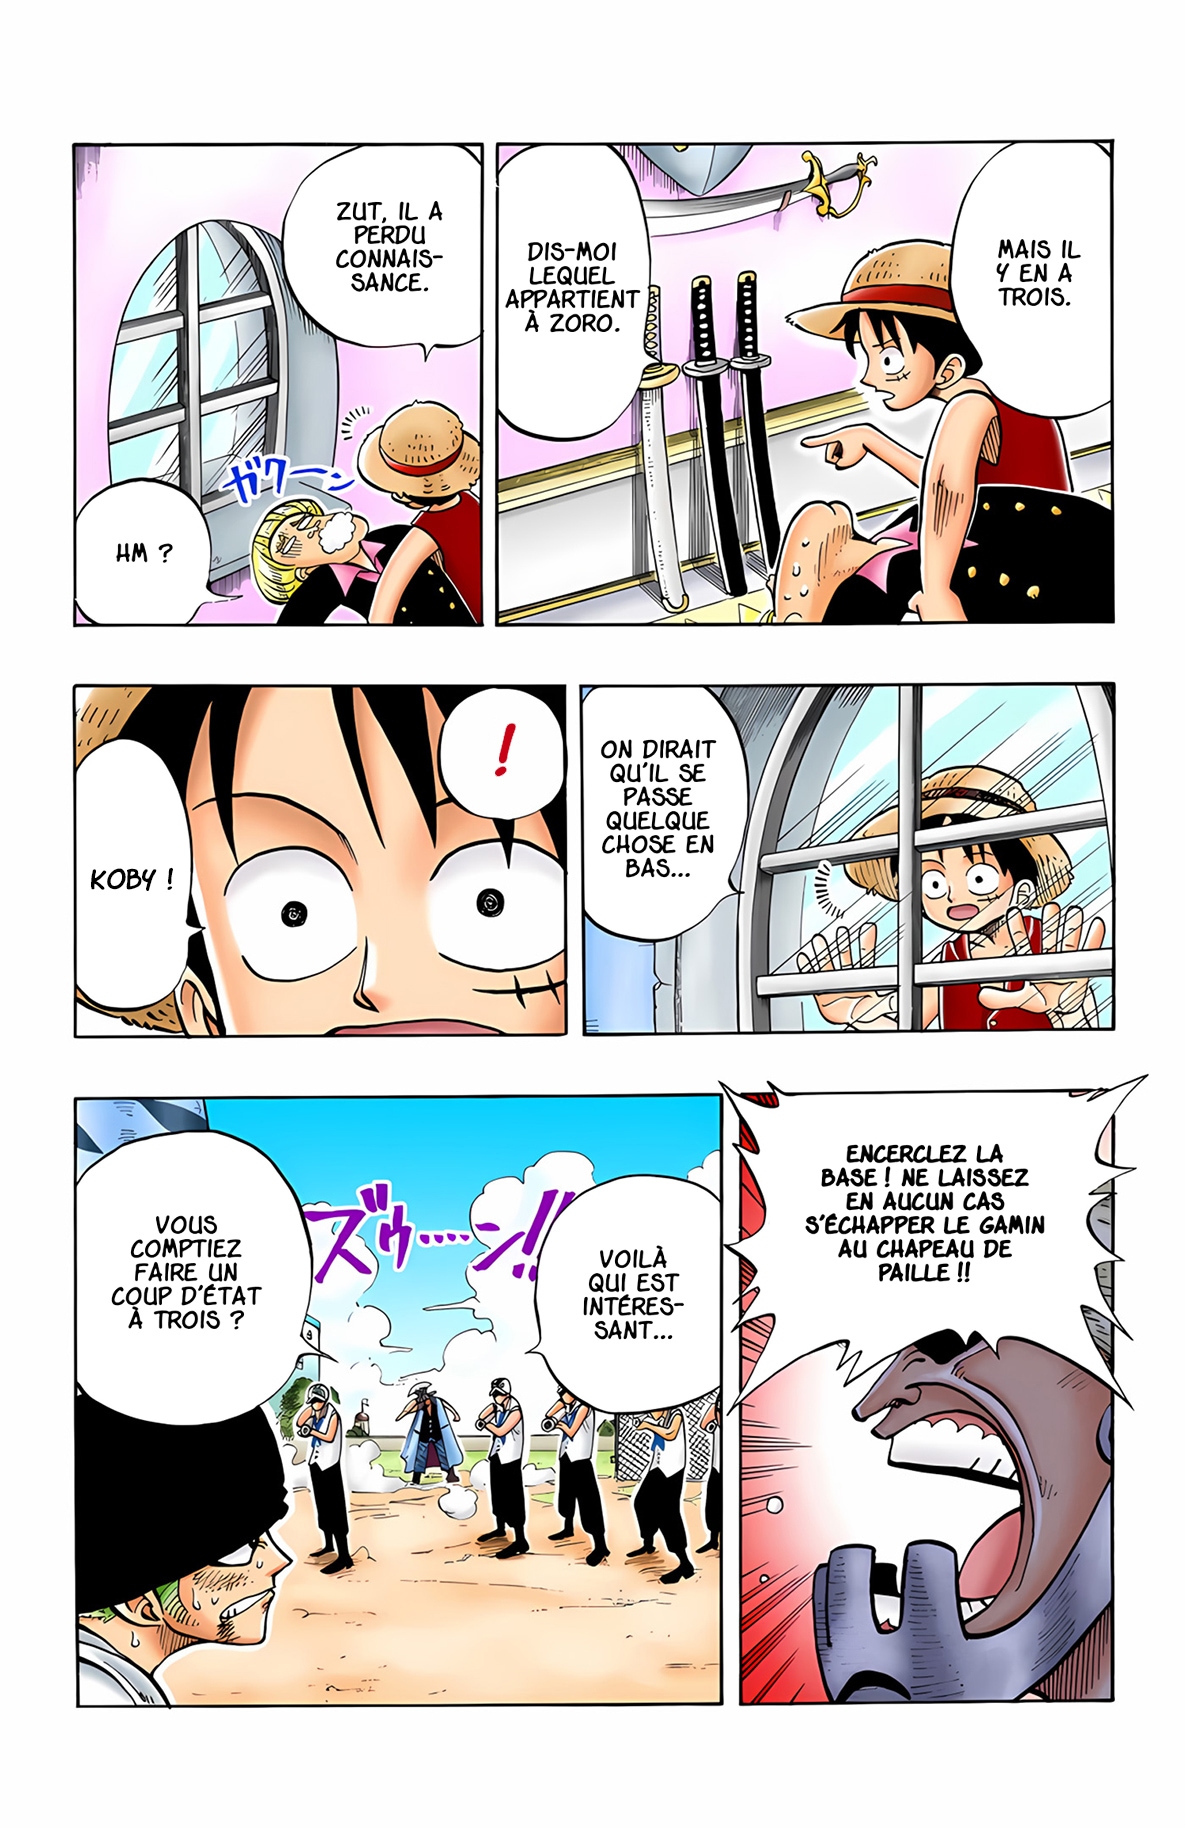 MAIS IL
Y EN A
TROIS.
DIS-MOI
LEQUEL
APPARTIENT
À ZORO.
ZUT, IL A
PERDU
CONNAIS-
SANCE.
ガクーン
HM ?
ON DIRAIT
QU'IL SE
PASSE
QUELQUE
CHOSE EN
BAS...
!
KOBY !
ENCERCLEZ LA
BASE ! NE LAISSEZ
EN AUCUN CAS
S'ÉCHAPPER LE GAMIN
AU CHAPEAU DE
PAILLE !!
VOILÀ
QUI EST
INTÉRES-
SANT...
ズゥ……ン!!
VOUS
COMPTIEZ
FAIRE UN
COUP D'ÉTAT
À TROIS ?